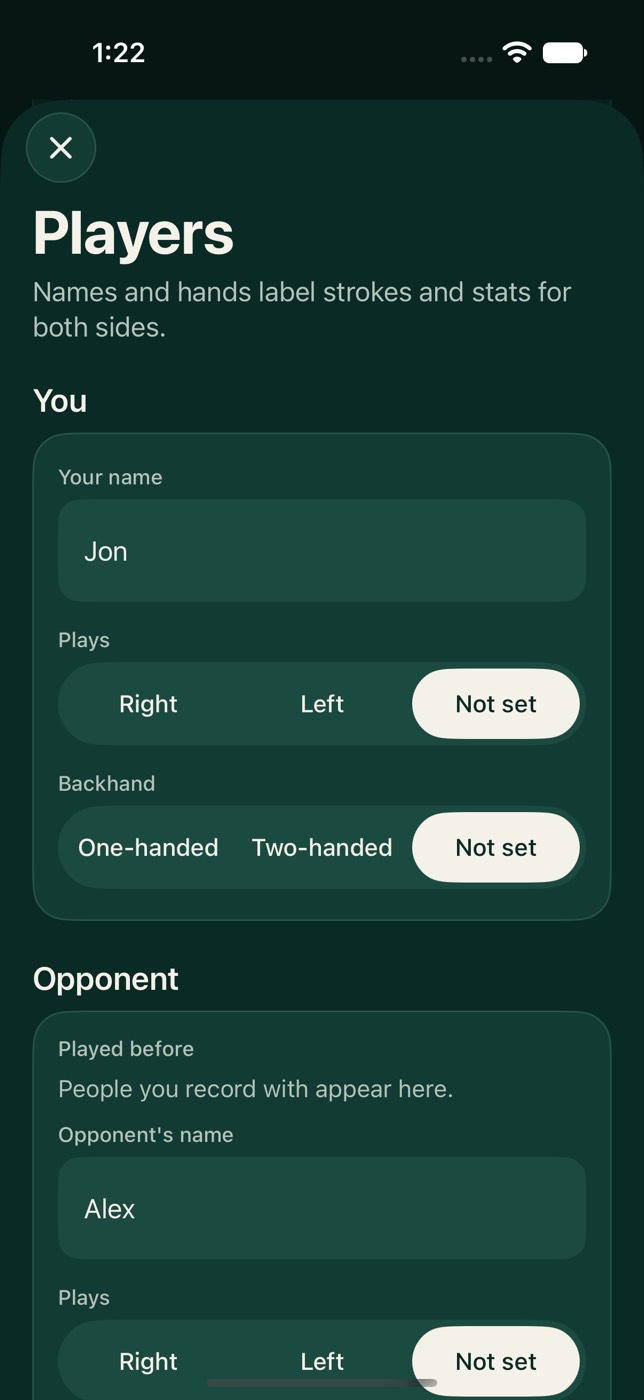 1:22
Players
Names and hands label strokes and stats for
both sides.
You
Your name
Jon
Plays
Right Left Not set
Backhand
One-handed Two-handed Not set
Opponent
Played before
People you record with appear here.
Opponent's name
Alex
Plays
Right Left Not set